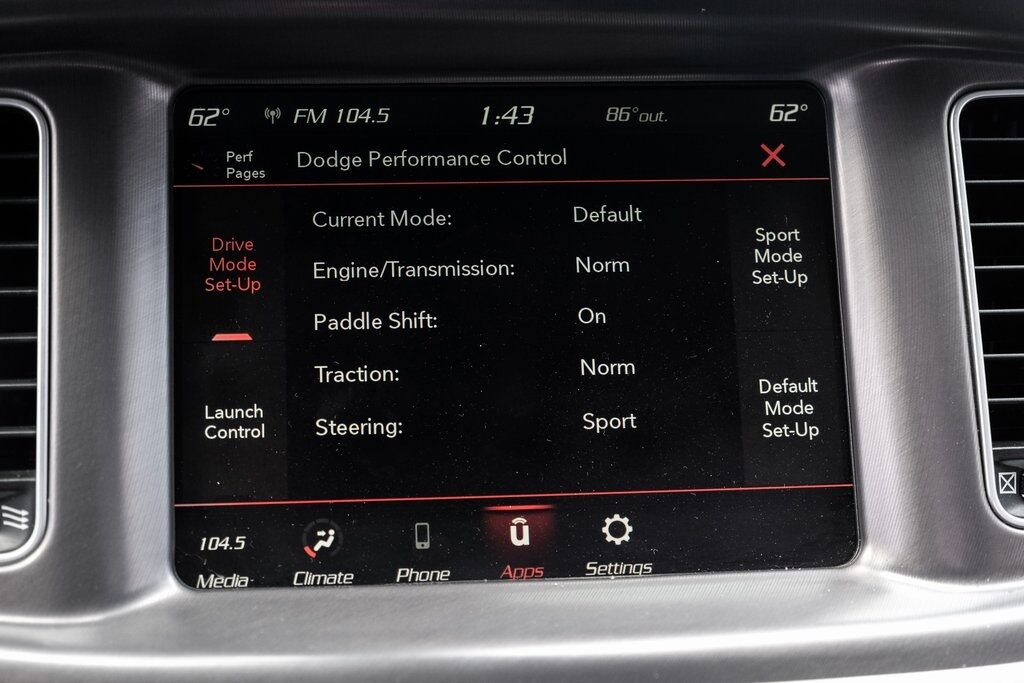 62° FM 104.5 1:43 86°out. 62°
Perf
Pages
Dodge Performance Control
Drive
Mode
Set-Up
Launch
Control
Current Mode: Default
Engine/Transmission: Norm
Paddle Shift: On
Traction: Norm
Steering: Sport
Sport
Mode
Set-Up
Default
Mode
Set-Up
104.5
Media Climate Phone Apps Settings